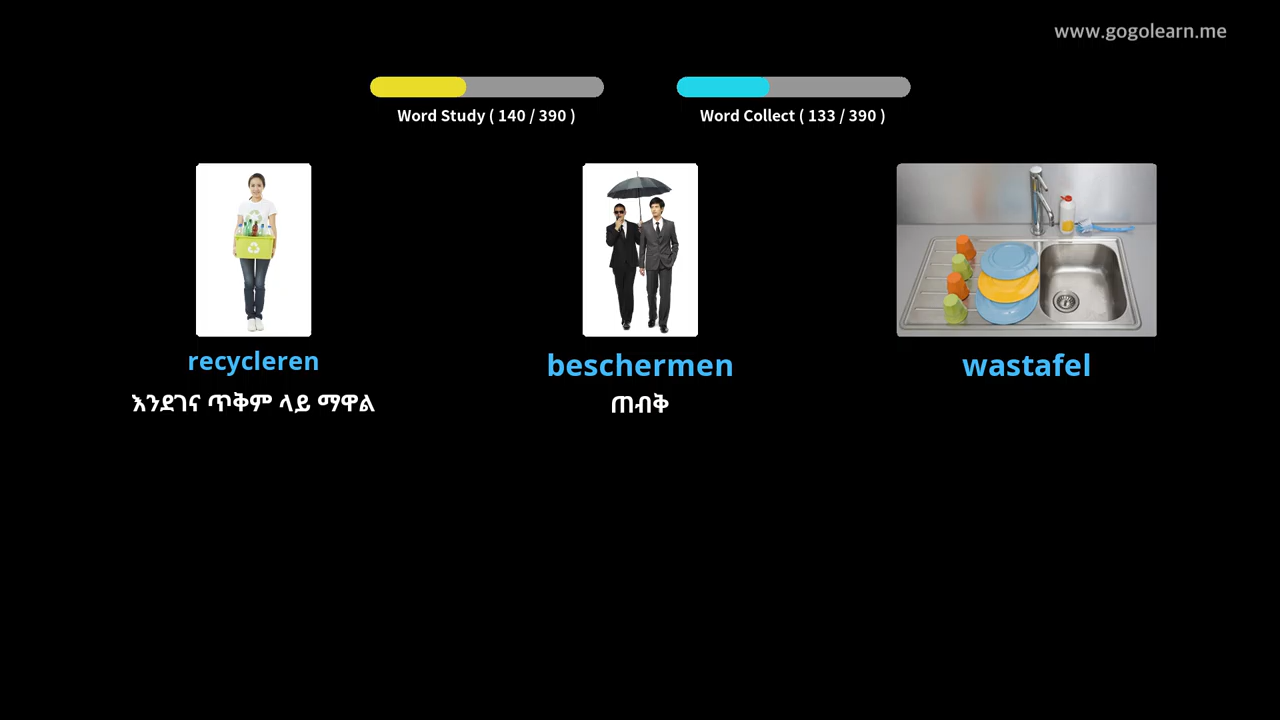 www.gogolearn.me
Word Study ( 140 / 390 )
Word Collect ( 133 / 390 )
recycleren
beschermen
wastafel
እንደገና ጥቅም ላይ ማዋል
ጠብቅ